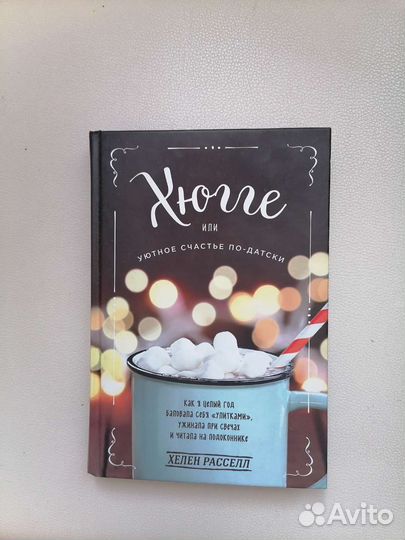 Хюгге
или
уютное счастье по-датски
как я целый год
баловала себя «улитками»,
ужинала при свечах
и читала на подоконнике
Хелен Расселл
Avito